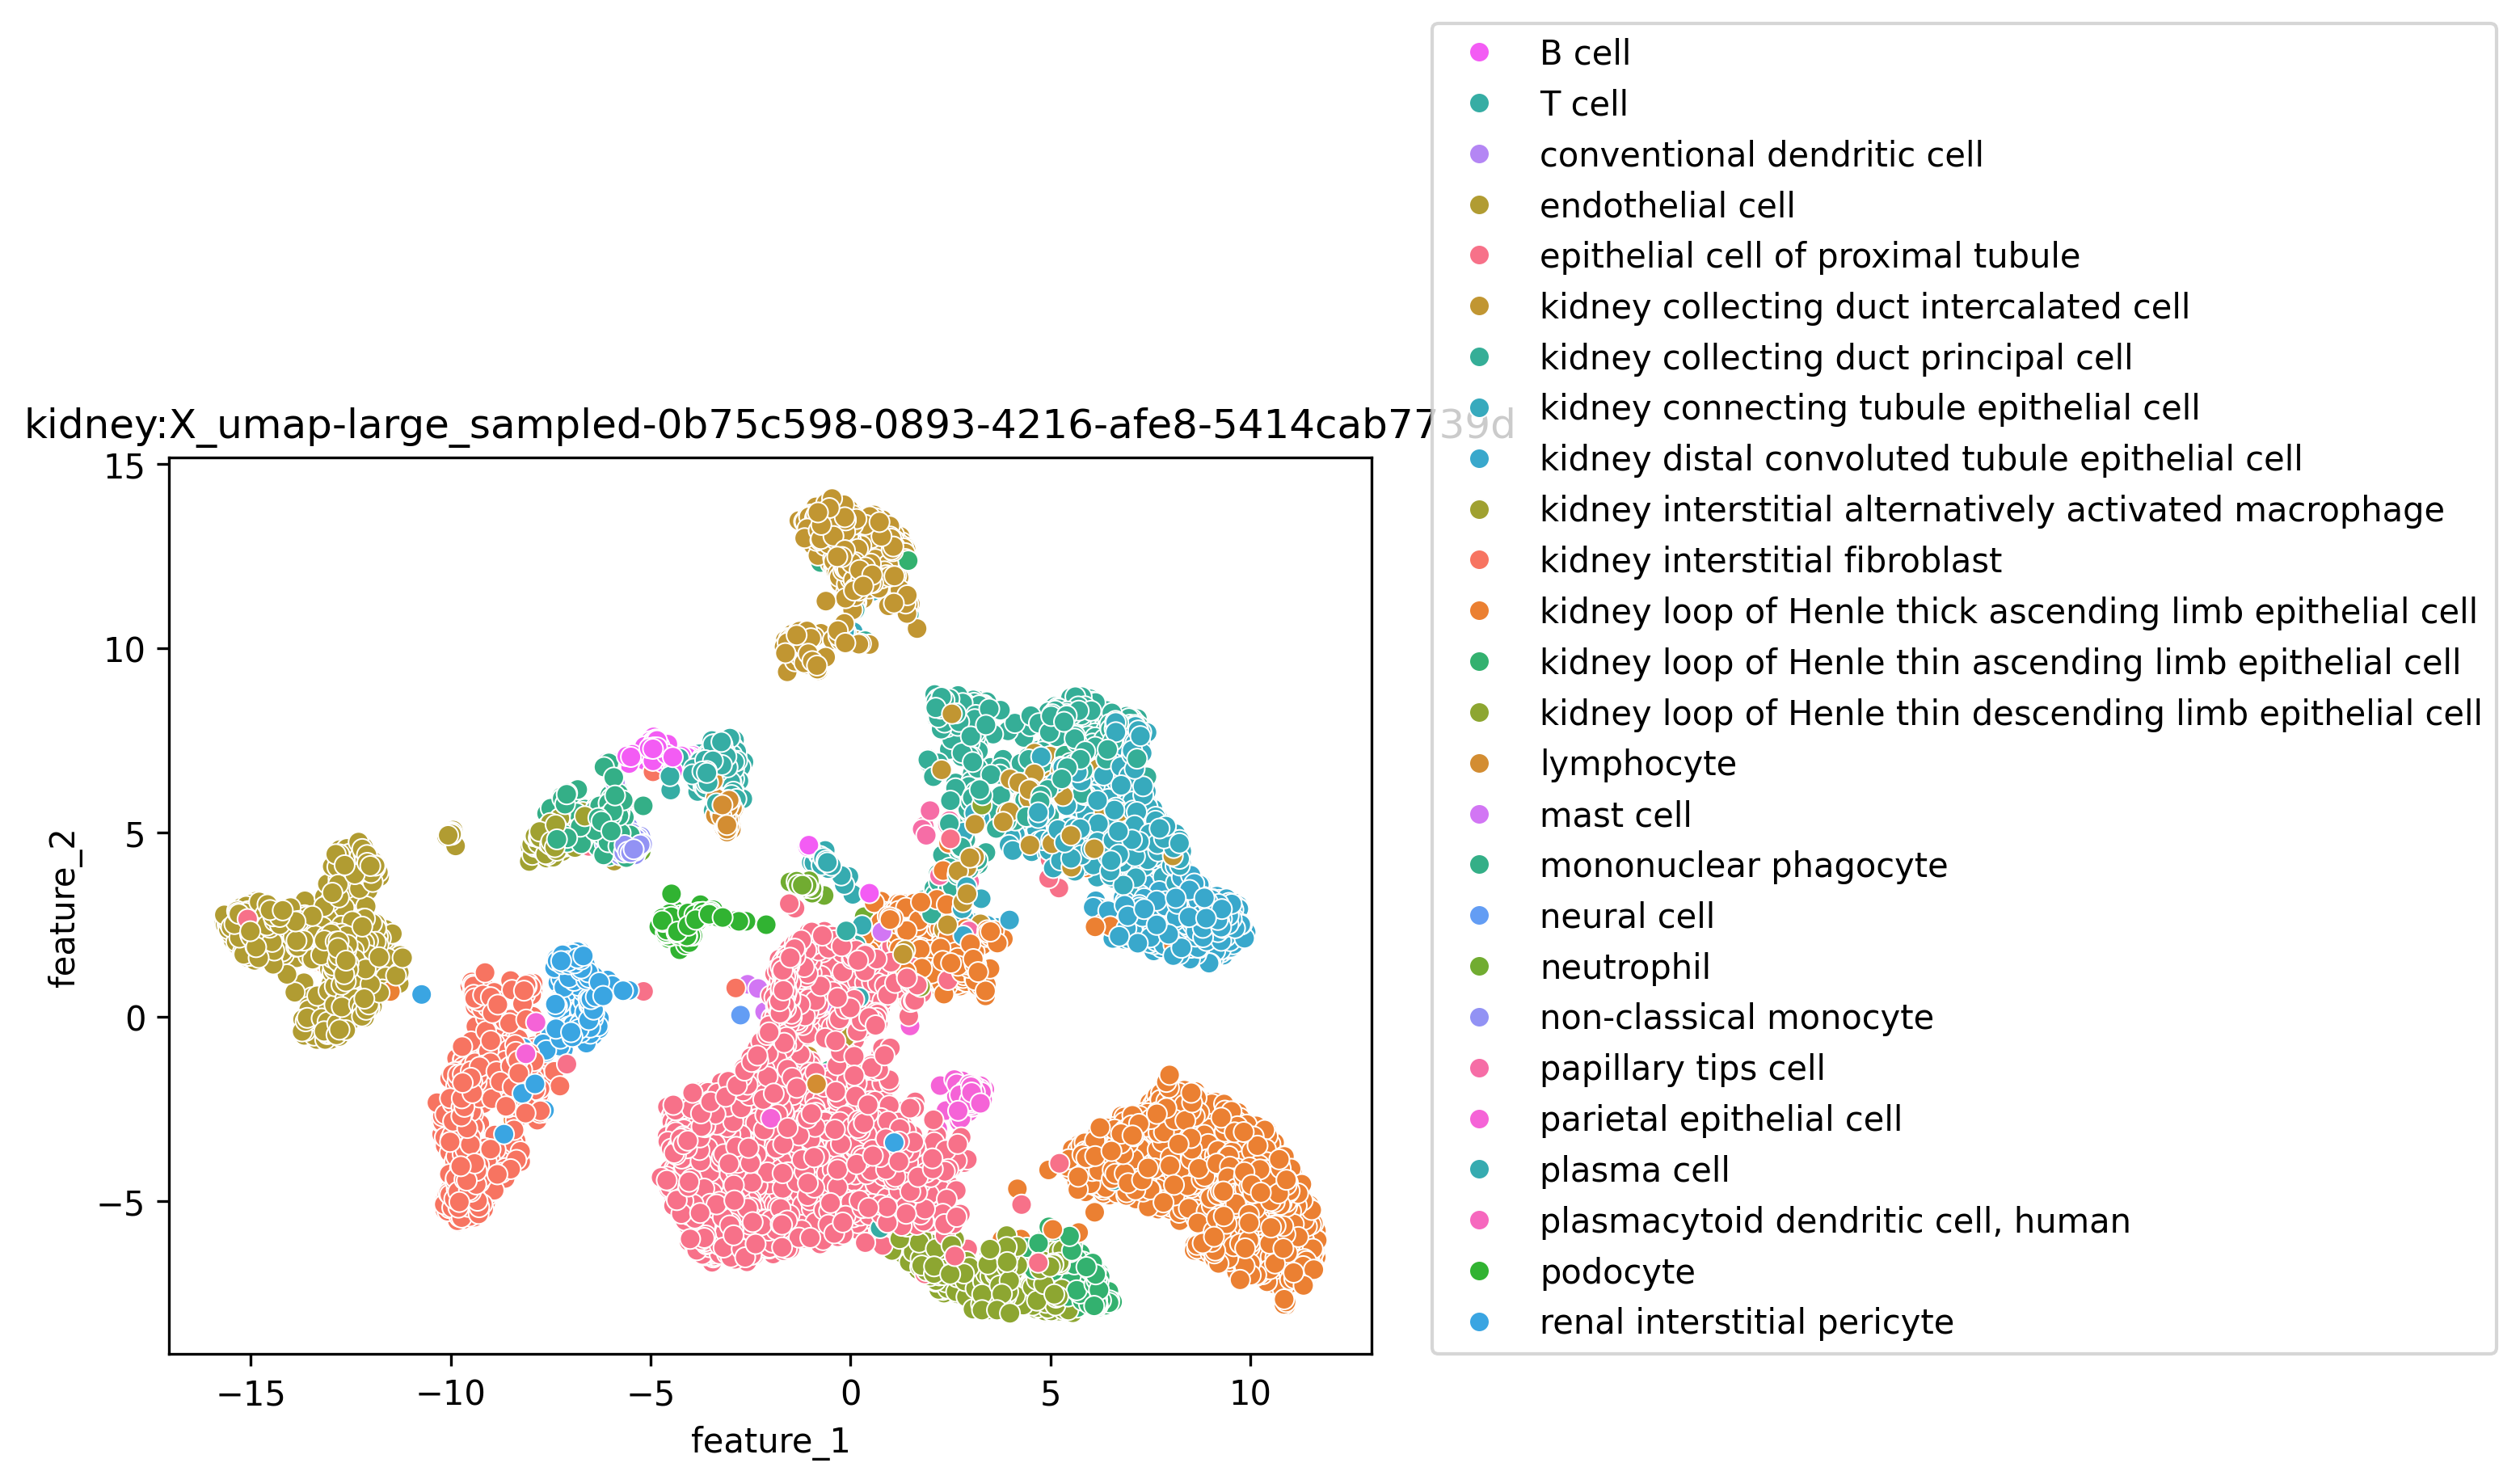 kidney:X_umap-large_sampled-0b75c598-0893-4216-afe8-5414cab7739d
15
10
5
0
−5
feature_2
−15
−10
−5
0
5
10
feature_1
B cell
T cell
conventional dendritic cell
endothelial cell
epithelial cell of proximal tubule
kidney collecting duct intercalated cell
kidney collecting duct principal cell
kidney connecting tubule epithelial cell
kidney distal convoluted tubule epithelial cell
kidney interstitial alternatively activated macrophage
kidney interstitial fibroblast
kidney loop of Henle thick ascending limb epithelial cell
kidney loop of Henle thin ascending limb epithelial cell
kidney loop of Henle thin descending limb epithelial cell
lymphocyte
mast cell
mononuclear phagocyte
neural cell
neutrophil
non-classical monocyte
papillary tips cell
parietal epithelial cell
plasma cell
plasmacytoid dendritic cell, human
podocyte
renal interstitial pericyte